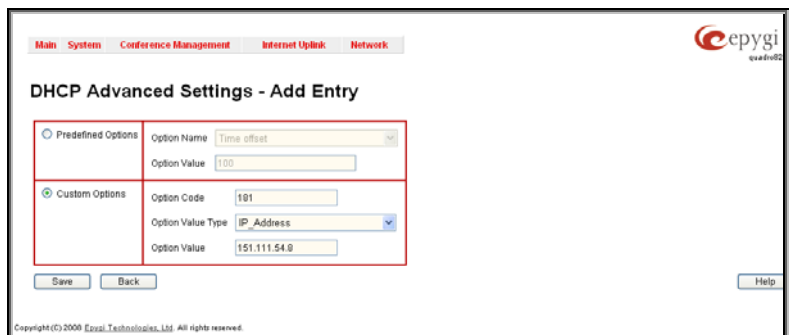 Main System Conference Management Internet Uplink Network
epygi
quadro82
DHCP Advanced Settings - Add Entry
Predefined Options
Option Name Time offset
Option Value 100
Custom Options
Option Code 181
Option Value Type IP_Address
Option Value 151.111.54.8
Save Back Help
Copyright (C) 2008 Epygi Technologies, Ltd. All rights reserved.